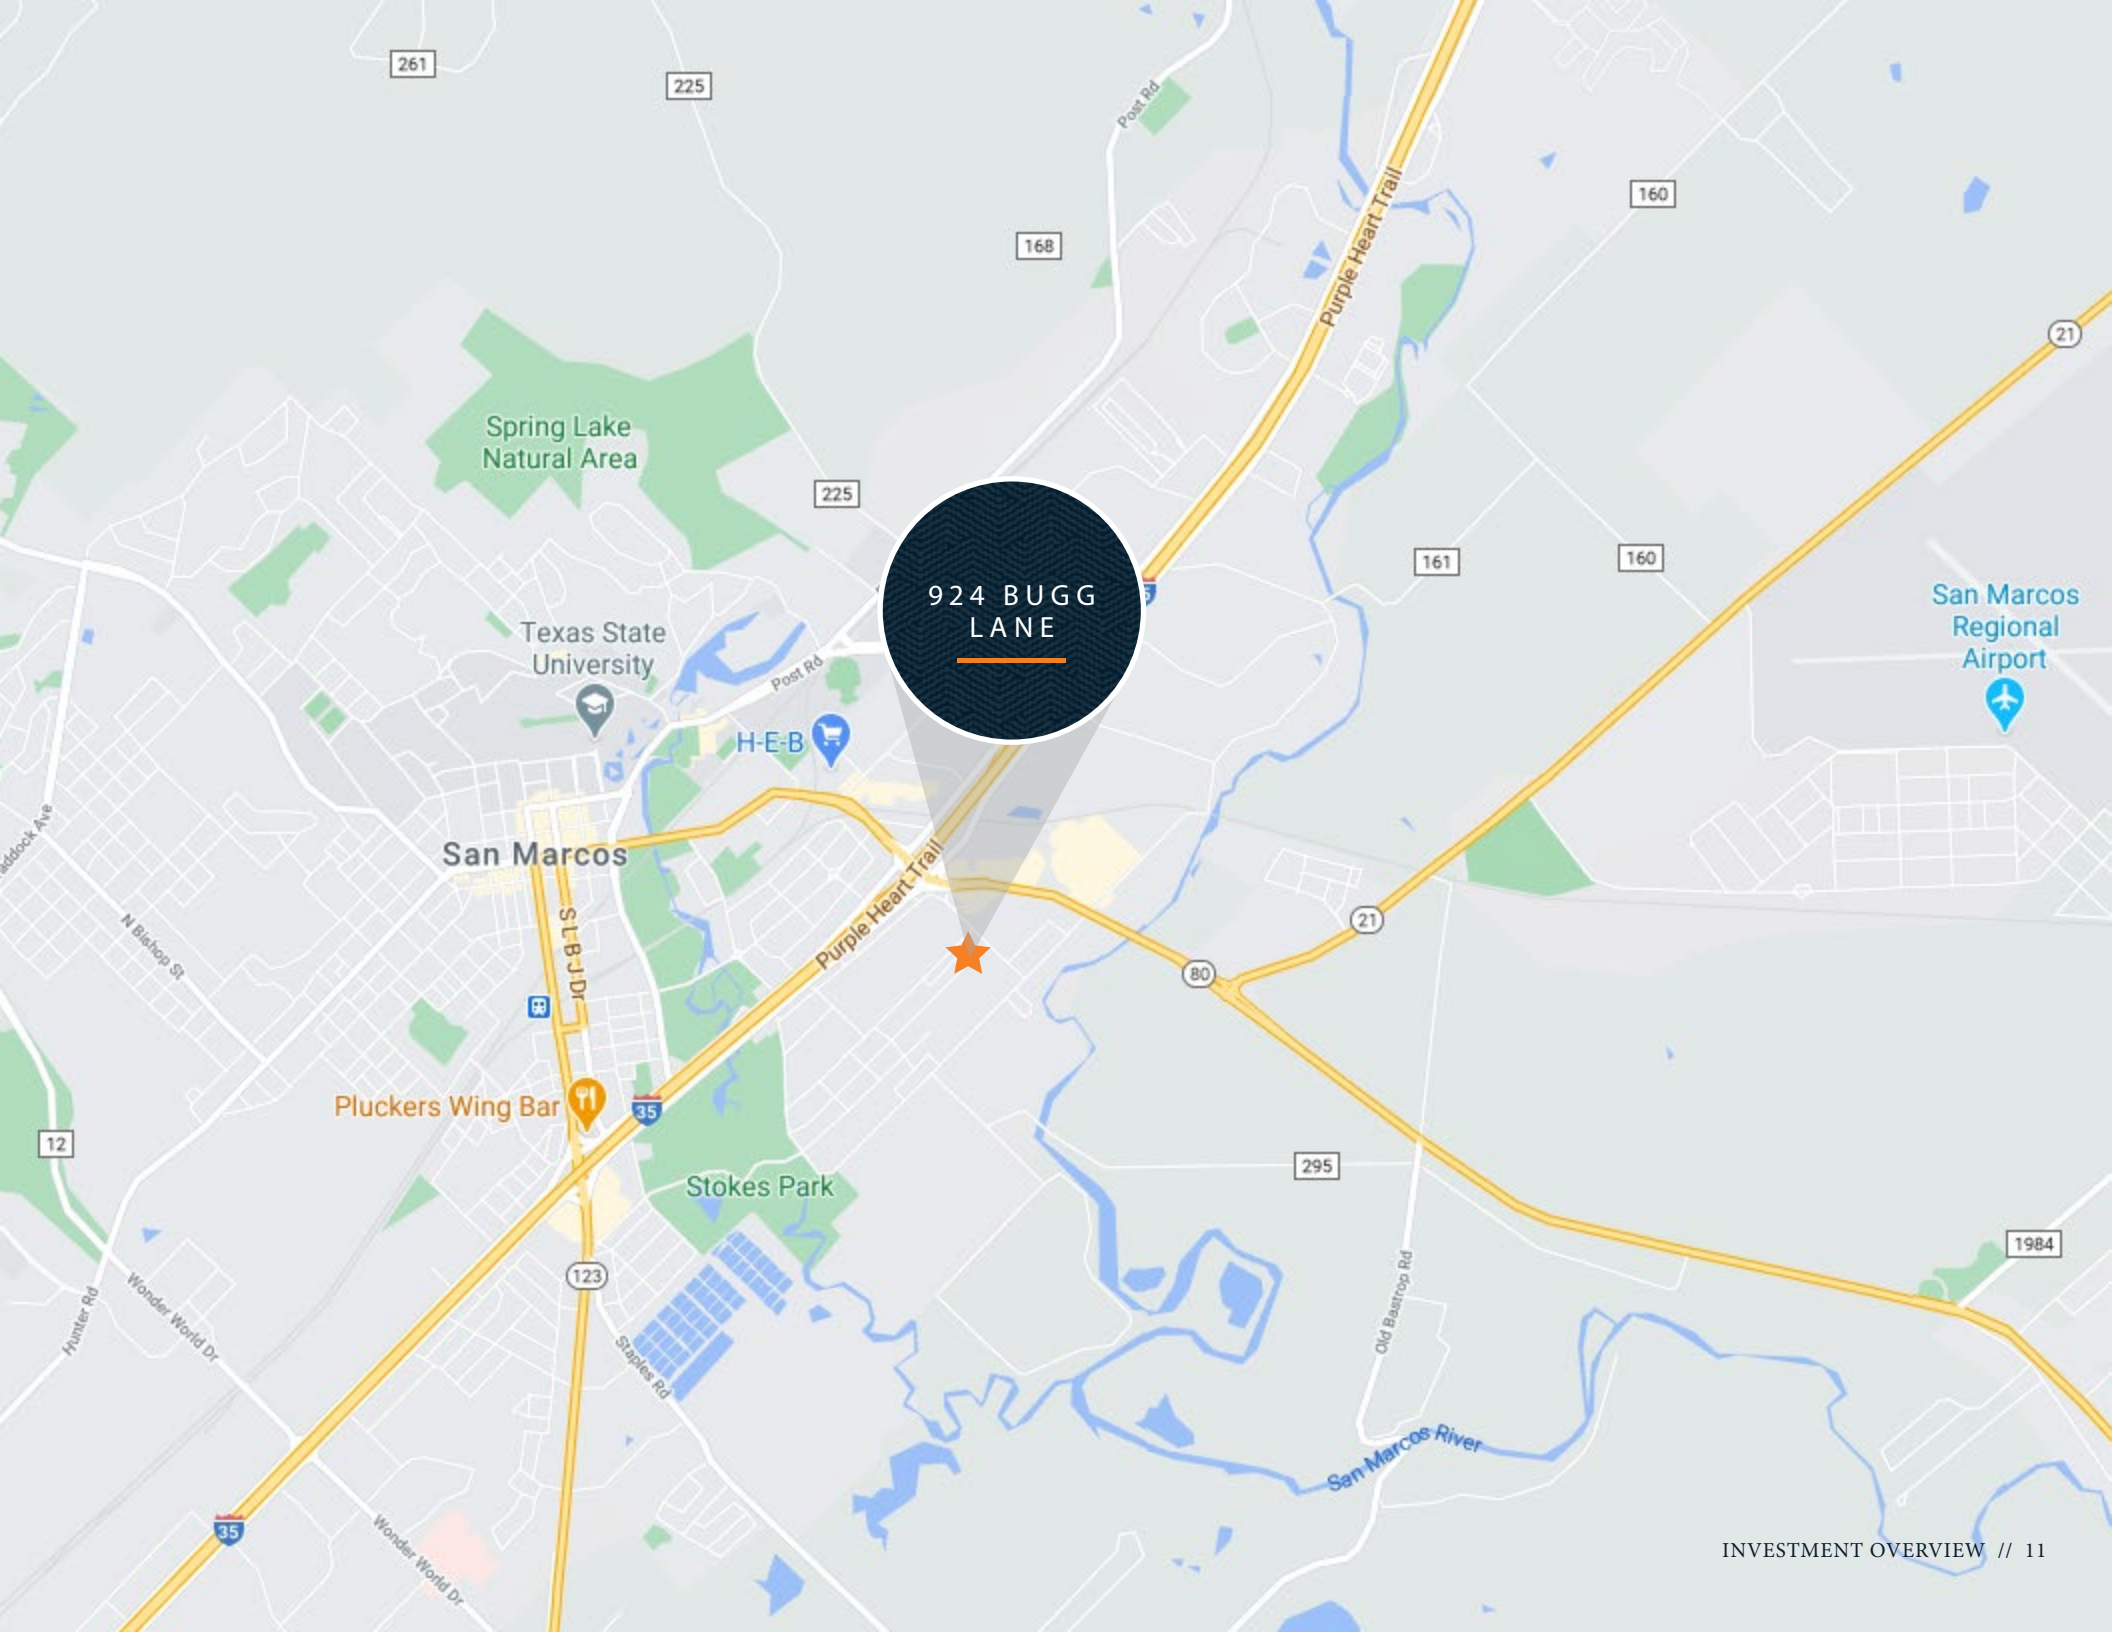 261
225
Post Rd
Purple Heart Trail
160
168
21
Spring Lake
Natural Area
225
161
160
924 BUGG
LANE
San Marcos
Regional
Airport
Texas State
University
Post Rd
H-E-B
San Marcos
Purple Heart Trail
N Bishop St
S L B J Dr
21
80
Pluckers Wing Bar
35
12
295
Stokes Park
1984
123
Hunter Rd
Wonder World Dr
Staples Rd
Old Bastrop Rd
San Marcos River
35
Wonder World Dr
INVESTMENT OVERVIEW // 11